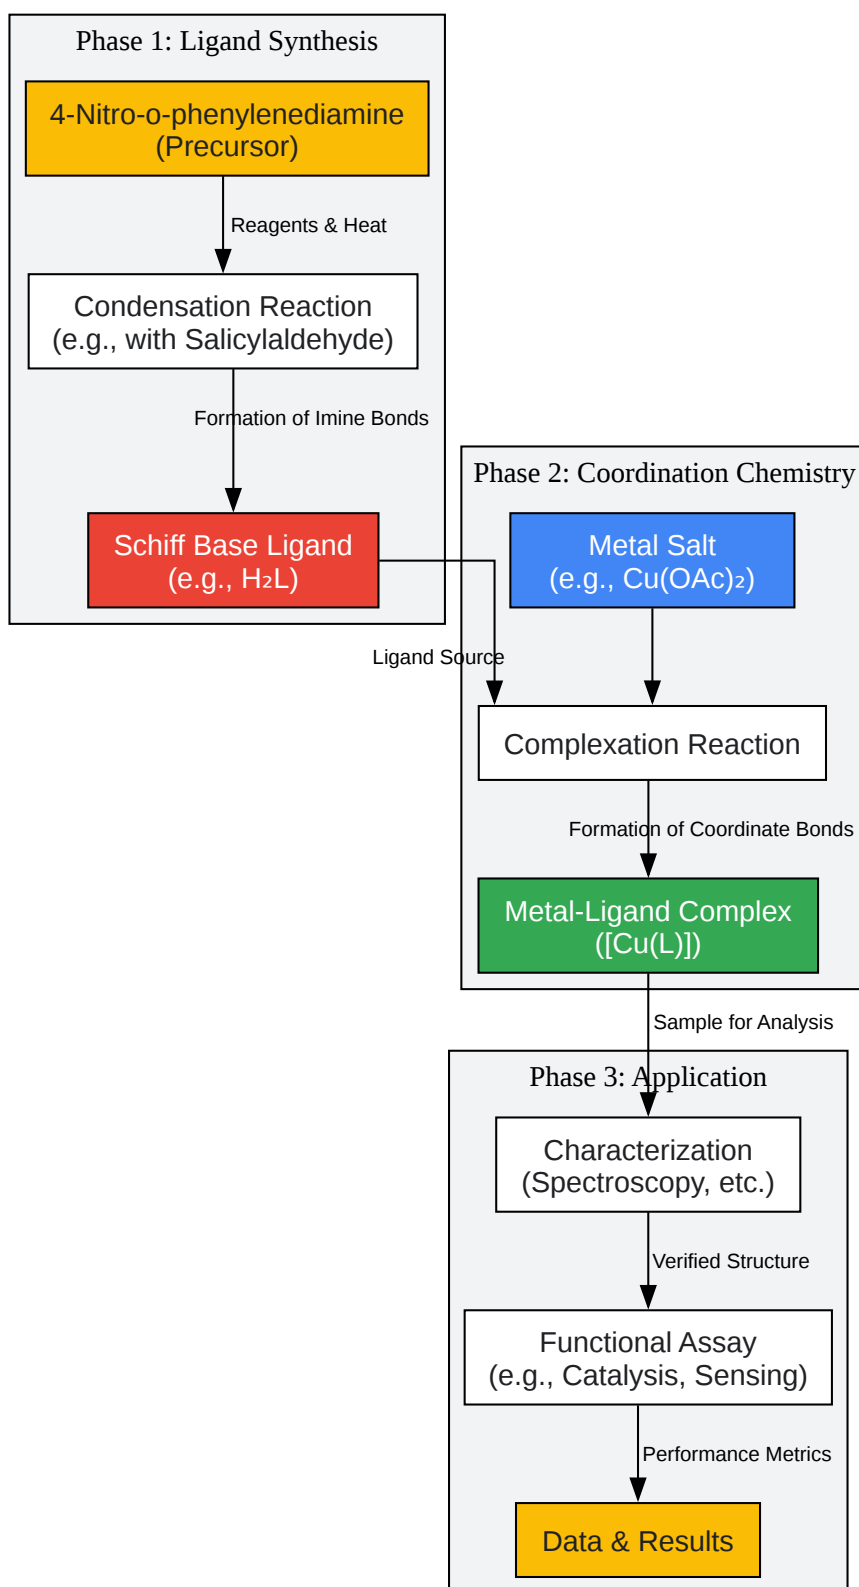 Phase 1: Ligand Synthesis
4-Nitro-o-phenylenediamine
(Precursor)
Reagents & Heat
Condensation Reaction
(e.g., with Salicylaldehyde)
Formation of Imine Bonds
Schiff Base Ligand
(e.g., H₂L)
Phase 2: Coordination Chemistry
Metal Salt
(e.g., Cu(OAc)₂)
Ligand Source
Complexation Reaction
Formation of Coordinate Bonds
Metal-Ligand Complex
([Cu(L)])
Sample for Analysis
Phase 3: Application
Characterization
(Spectroscopy, etc.)
Verified Structure
Functional Assay
(e.g., Catalysis, Sensing)
Performance Metrics
Data & Results